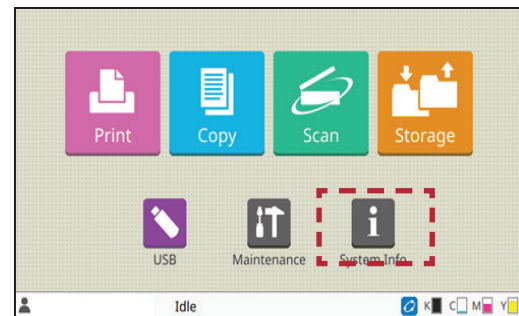 Print Copy Scan Storage
USB Maintenance System Info
Idle K C M Y